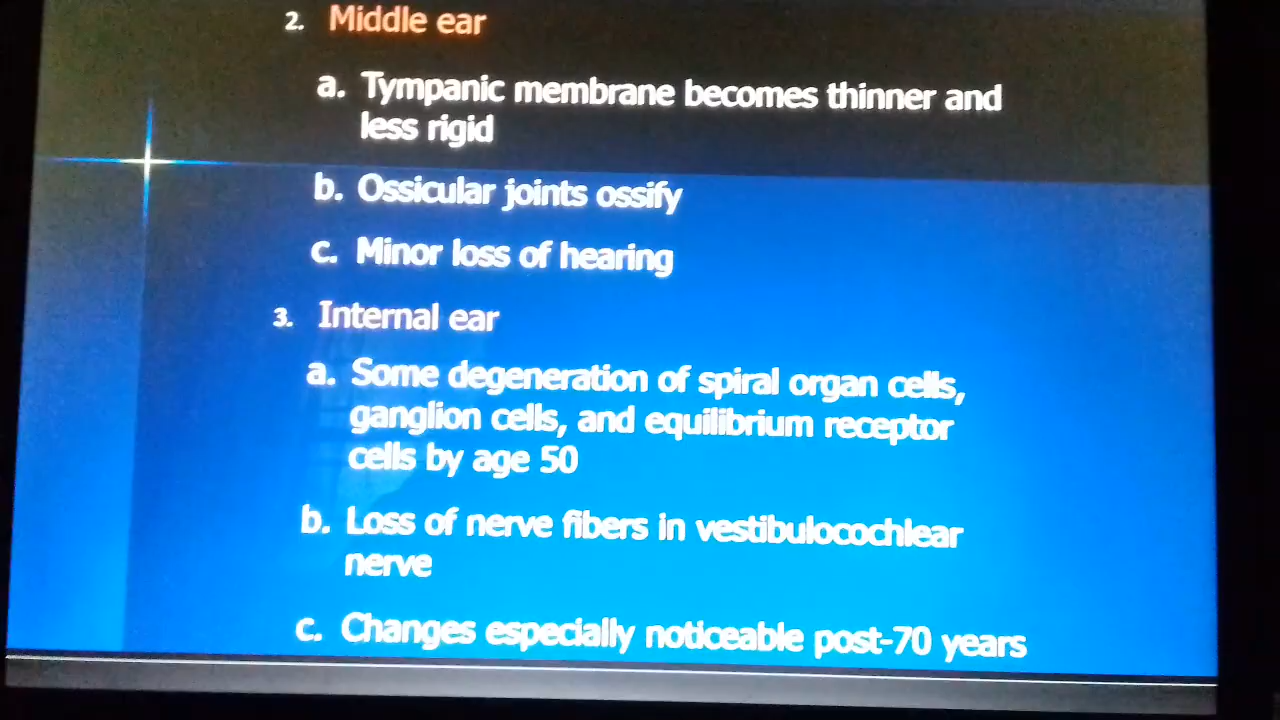 2. Middle ear
a. Tympanic membrane becomes thinner and
less rigid
b. Ossicular joints ossify
c. Minor loss of hearing
3. Internal ear
a. Some degeneration of spiral organ cells,
ganglion cells, and equilibrium receptor
cells by age 50
b. Loss of nerve fibers in vestibulocochlear
nerve
c. Changes especially noticeable post-70 years